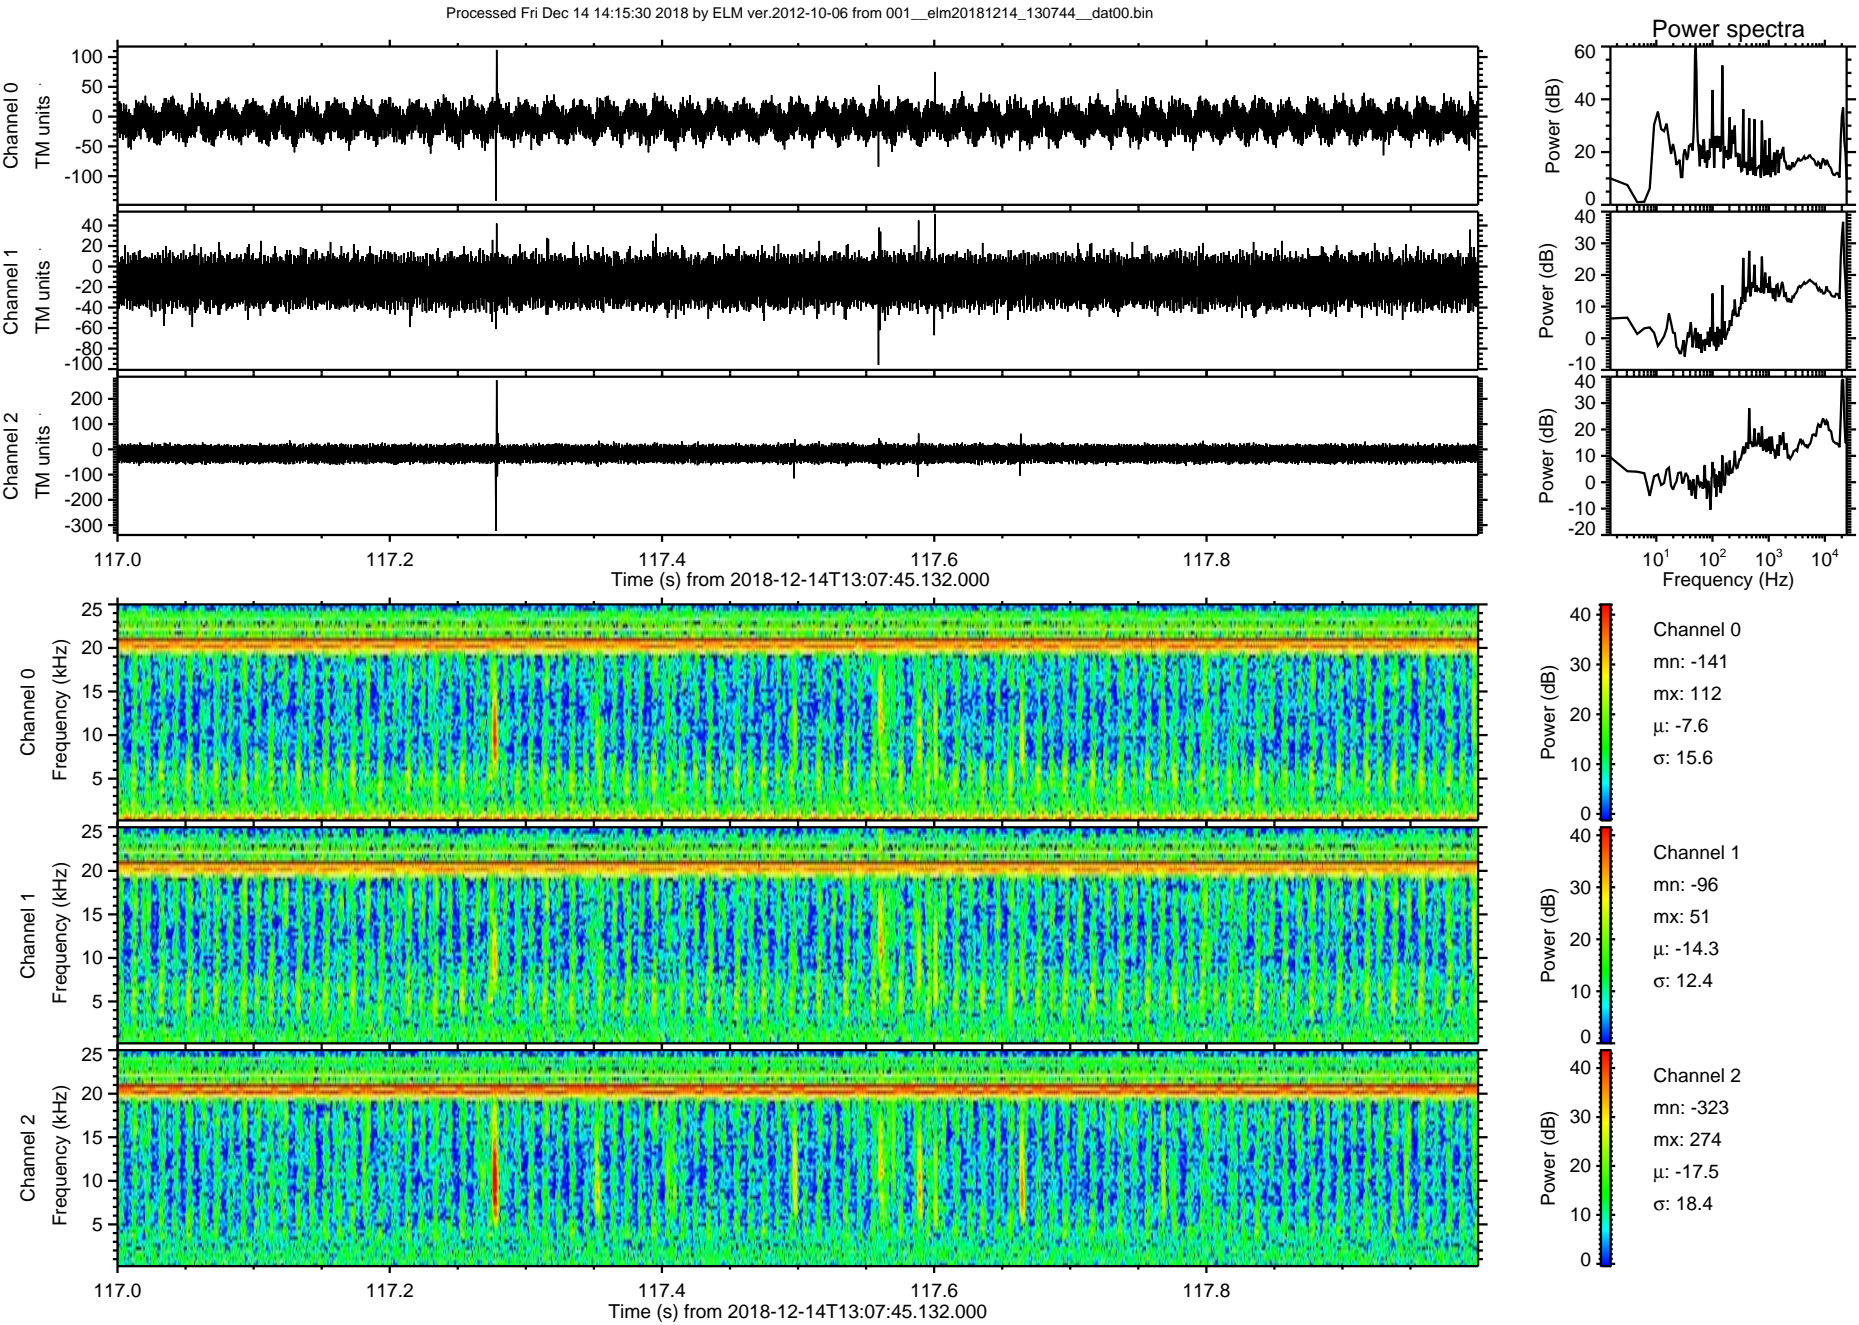 Processed Fri Dec 14 14:15:30 2018 by ELM ver.2012-10-06 from 001__elm20181214_130744__dat00.bin
Power spectra
Channel 0
TM units
100
50
0
-50
-100
Power (dB)
60
40
20
0
Channel 1
TM units
40
20
0
-20
-40
-60
-80
-100
Power (dB)
40
30
20
10
0
-10
Channel 2
TM units
200
100
0
-100
-200
-300
Power (dB)
40
30
20
10
0
-10
-20
117.0 117.2 117.4 117.6 117.8
Time (s) from 2018-12-14T13:07:45.132.000
10^1 10^2 10^3 10^4
Frequency (Hz)
Channel 0
Frequency (kHz)
25
20
15
10
5
Power (dB)
40
30
20
10
0
Channel 0
mn: -141
mx: 112
μ: -7.6
σ: 15.6
Channel 1
Frequency (kHz)
25
20
15
10
5
Power (dB)
40
30
20
10
0
Channel 1
mn: -96
mx: 51
μ: -14.3
σ: 12.4
Channel 2
Frequency (kHz)
25
20
15
10
5
Power (dB)
40
30
20
10
0
Channel 2
mn: -323
mx: 274
μ: -17.5
σ: 18.4
117.0 117.2 117.4 117.6 117.8
Time (s) from 2018-12-14T13:07:45.132.000